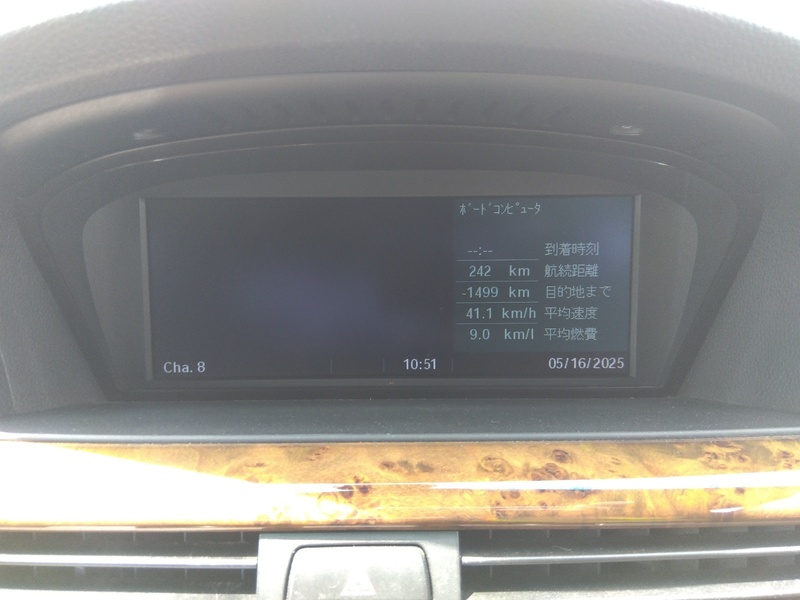 ﾎﾞｰﾄﾞｺﾝﾋﾟｭｰﾀ
--:-- 到着時刻
242 km 航続距離
-1499 km 目的地まで
41.1 km/h 平均速度
9.0 km/l 平均燃費
Cha. 8 10:51 05/16/2025